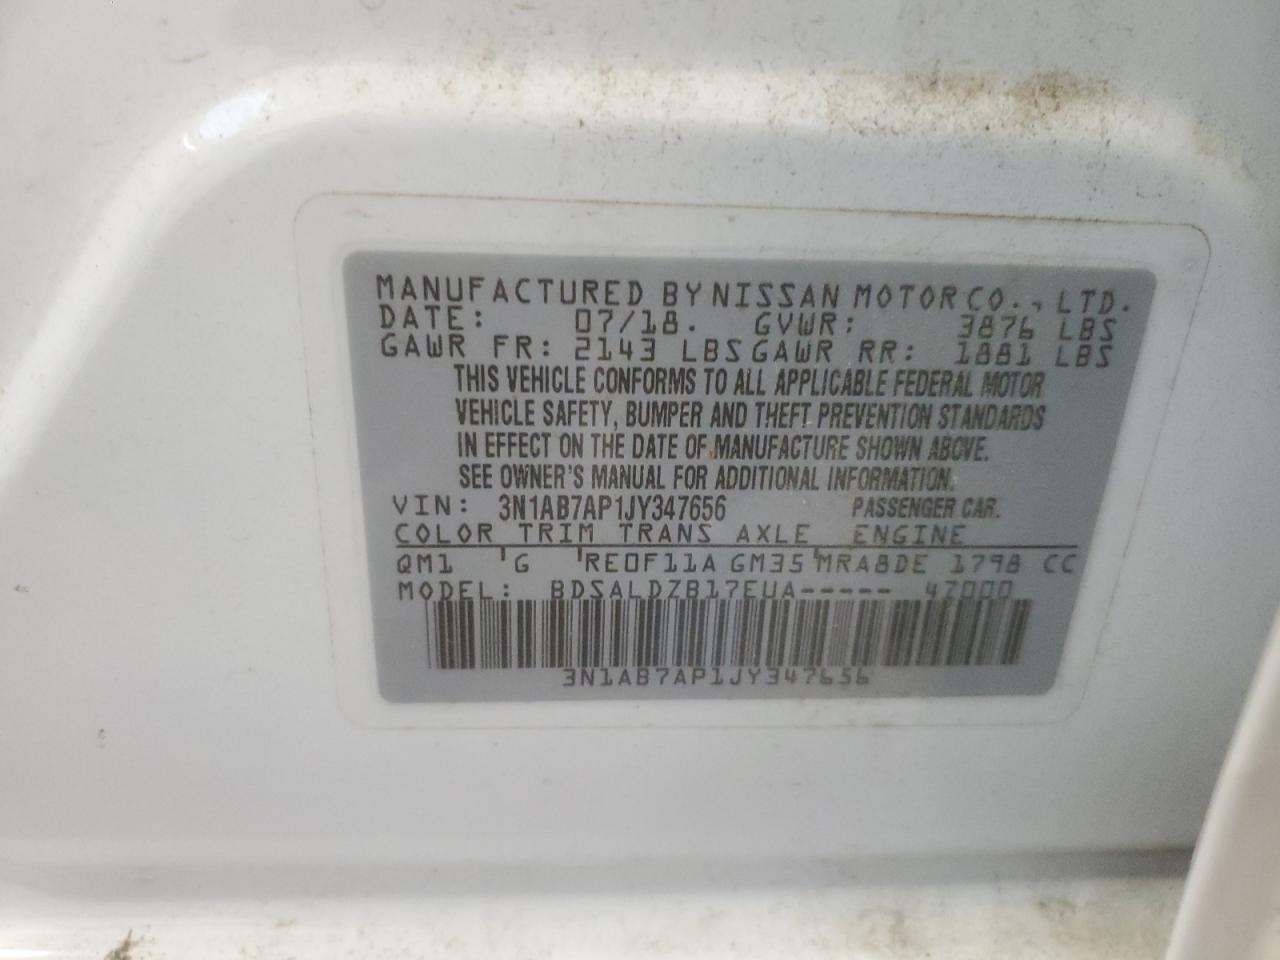 MANUFACTURED BY NISSAN MOTOR CO., LTD.
DATE: 07/18. GVWR: 3876 LBS
GAWR FR: 2143 LBS GAWR RR: 1881 LBS
THIS VEHICLE CONFORMS TO ALL APPLICABLE FEDERAL MOTOR
VEHICLE SAFETY, BUMPER AND THEFT PREVENTION STANDARDS
IN EFFECT ON THE DATE OF MANUFACTURE SHOWN ABOVE.
SEE OWNER'S MANUAL FOR ADDITIONAL INFORMATION.
VIN: 3N1AB7AP1JY347656 PASSENGER CAR.
COLOR TRIM TRANS AXLE ENGINE
QM1 G RE0F11A GM35 MRA8DE 1798 CC
MODEL: BDSALDZB17EUA----- 47000
3N1AB7AP1JY347656